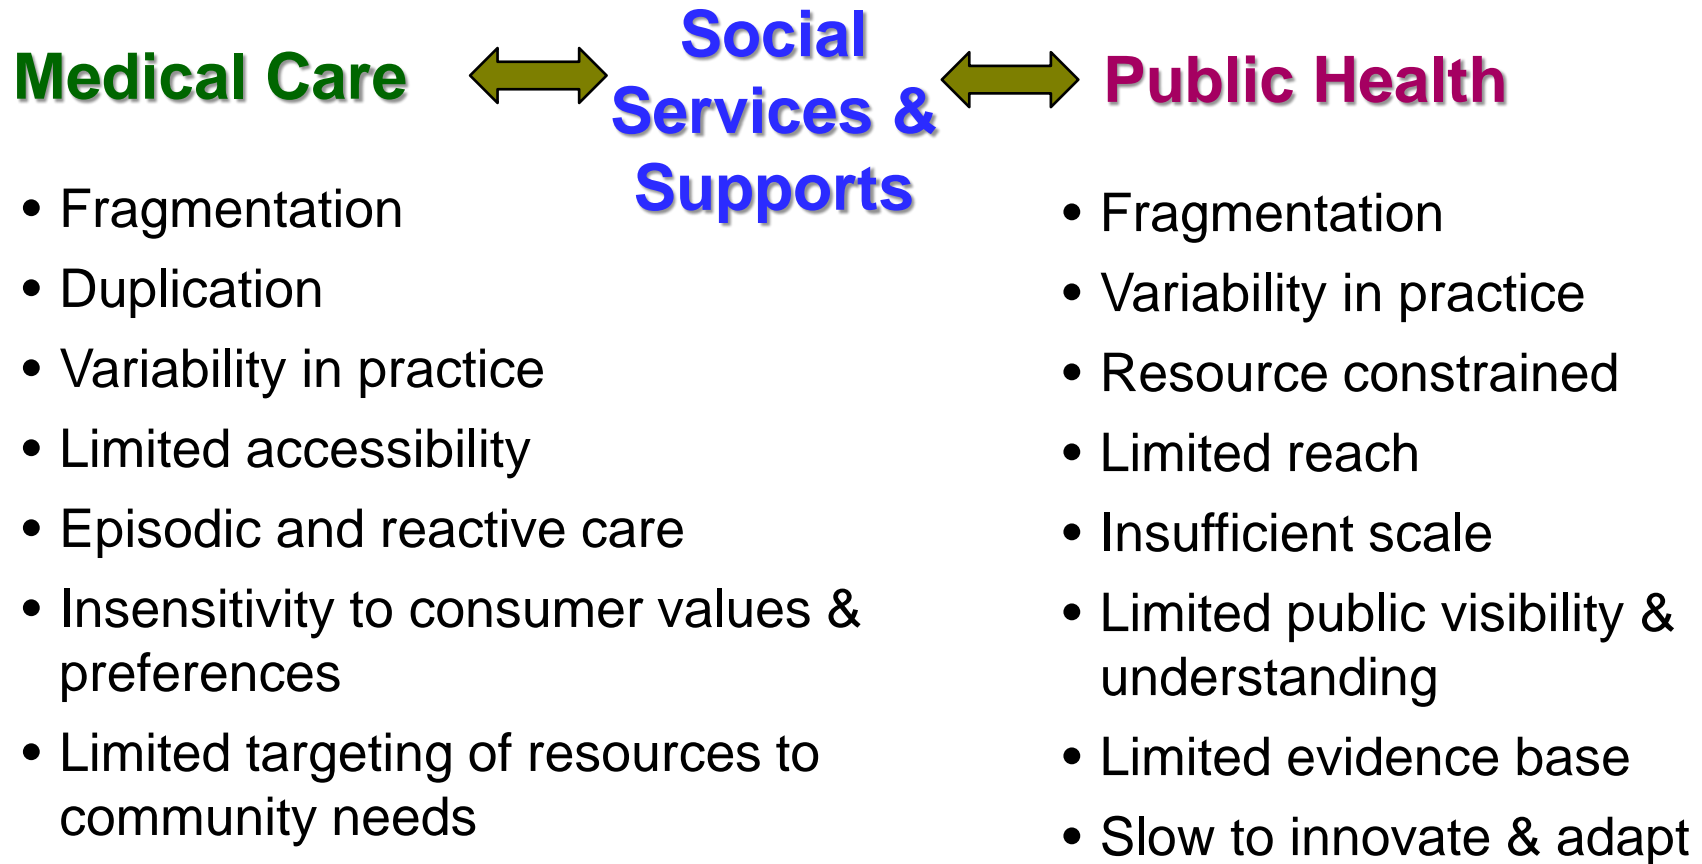 Medical Care
Social
Services &
Supports
Public Health
• Fragmentation
• Duplication
• Variability in practice
• Limited accessibility
• Episodic and reactive care
• Insensitivity to consumer values &
preferences
• Limited targeting of resources to
community needs
• Fragmentation
• Variability in practice
• Resource constrained
• Limited reach
• Insufficient scale
• Limited public visibility &
understanding
• Limited evidence base
• Slow to innovate & adapt